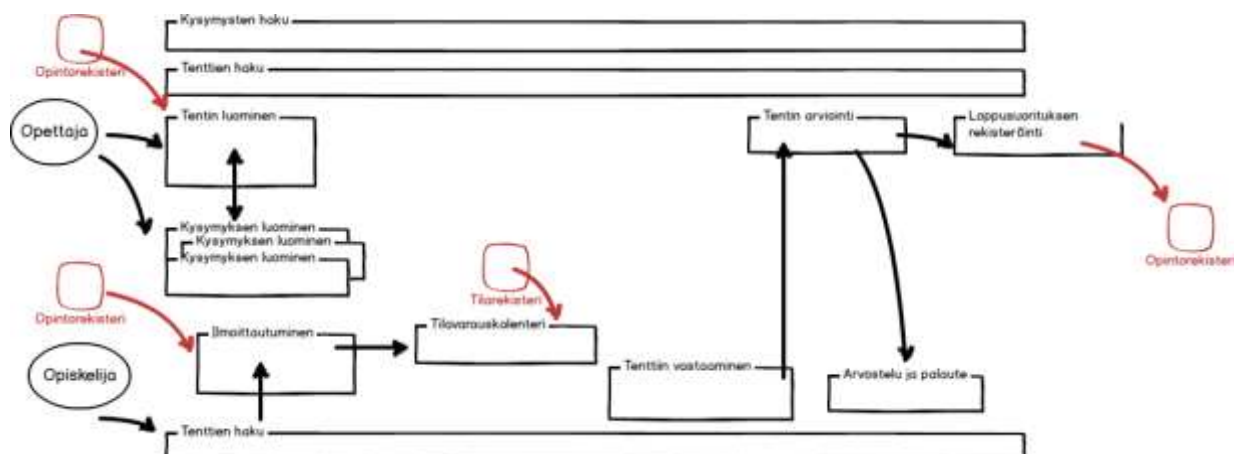 Kysymysten haku
Opintorekisteri
Tenttien haku
Tentin luominen
Opettaja
Tentin arviointi
Loppusuorituksen
rekisteröinti
Kysymyksen luominen
Kysymyksen luominen
Kysymyksen luominen
Opintorekisteri
Opintorekisteri
Tilarekisteri
Ilmoittautuminen
Tilavarauskalenteri
Opiskelija
Tenttiin vastaaminen
Arvostelu ja palaute
Tenttien haku